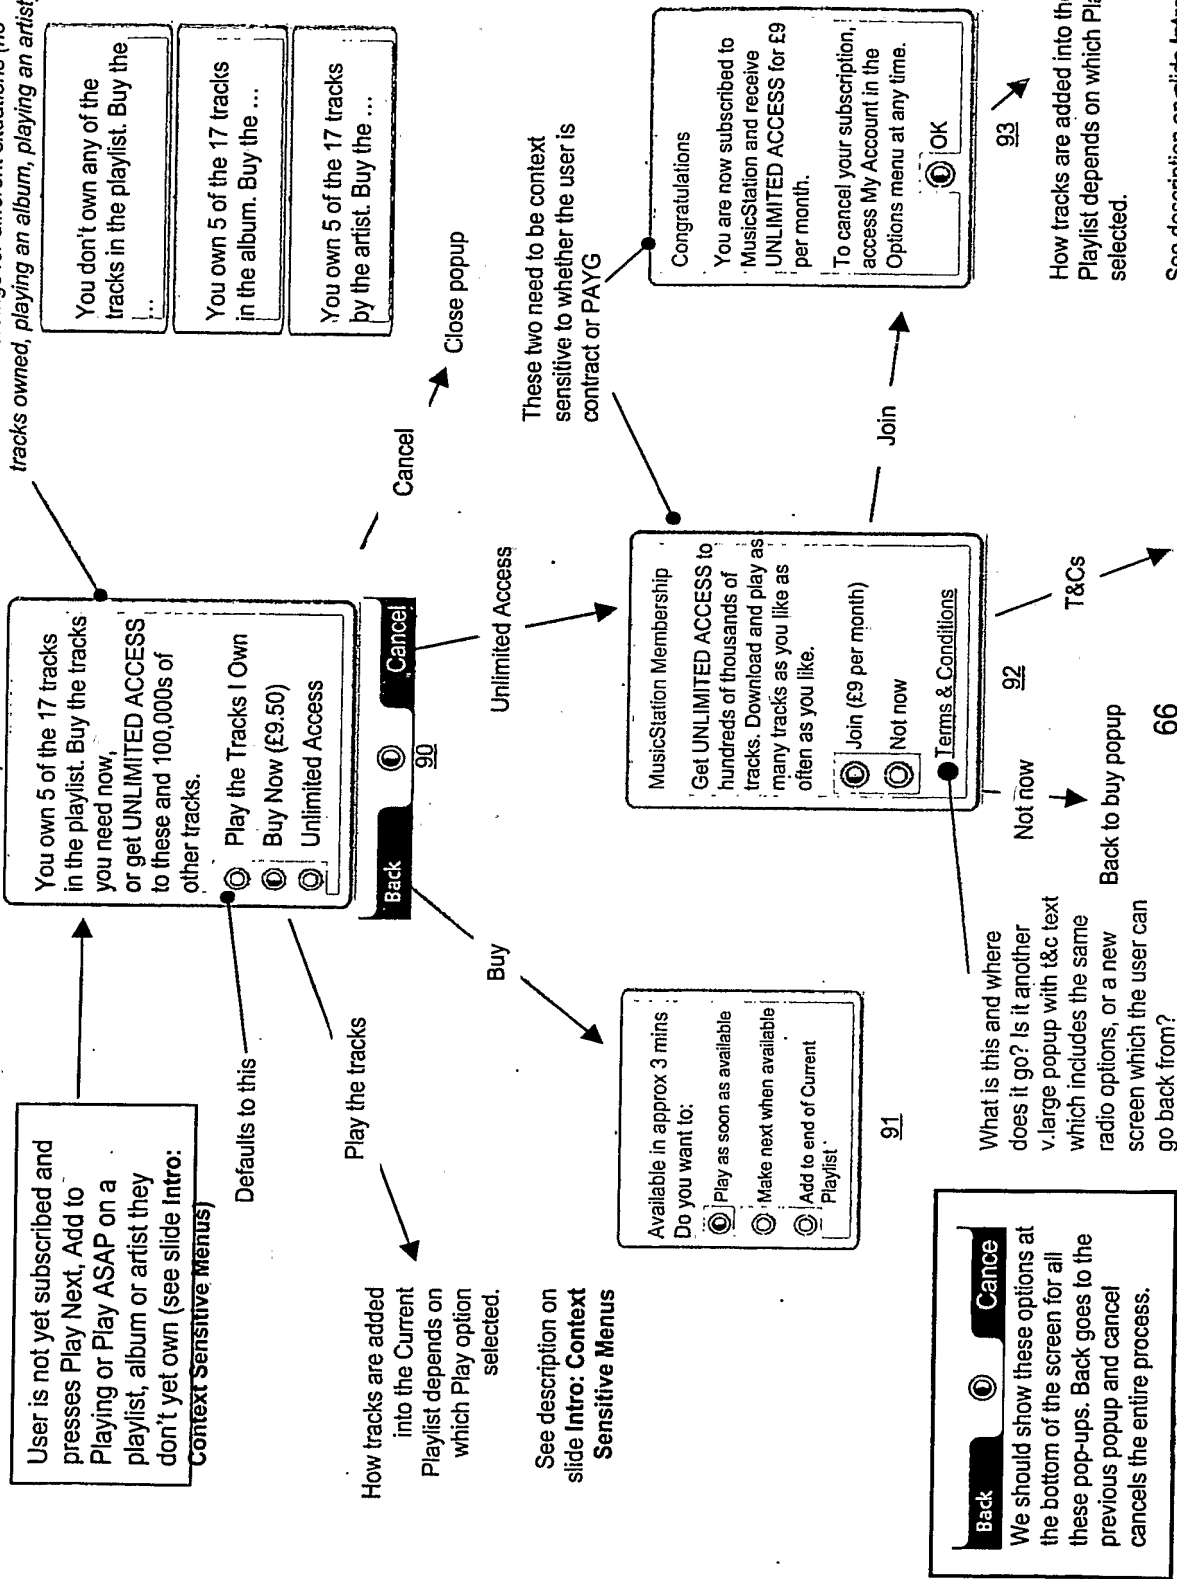 User is not yet subscribed and
presses Play Next, Add to
Playing or Play ASAP on a
playlist, album or artist they
don't yet own (see slide Intro:
Context Sensitive Menus)
You own 5 of the 17 tracks
in the playlist. Buy the tracks
you need now,
or get UNLIMITED ACCESS
to these and 100,000s of
other tracks.
Play the Tracks I Own
Buy Now (£9.50)
Unlimited Access
Back
Cancel
90
tracks owned, playing an album, playing an artist
You don't own any of the
tracks in the playlist. Buy the
...
You own 5 of the 17 tracks
in the album. Buy the ...
You own 5 of the 17 tracks
by the artist. Buy the ...
Defaults to this
Play the tracks
Buy
Unlimited Access
Cancel
Close popup
How tracks are added
into the Current
Playlist depends on
which Play option
selected.
See description on
slide Intro: Context
Sensitive Menus
Available in approx 3 mins
Do you want to:
Play as soon as available
Make next when available
Add to end of Current
Playlist
91
These two need to be context
sensitive to whether the user is
contract or PAYG
MusicStation Membership
Get UNLIMITED ACCESS to
hundreds of thousands of
tracks. Download and play as
many tracks as you like as
often as you like.
Join (£9 per month)
Not now
Terms & Conditions
92
Join
Congratulations
You are now subscribed to
MusicStation and receive
UNLIMITED ACCESS for £9
per month.
To cancel your subscription,
access My Account in the
Options menu at any time.
OK
93
How tracks are added into the
Playlist depends on which Pla
selected.
Not now
Back to buy popup
T&Cs
What is this and where
does it go? Is it another
v.large popup with t&c text
which includes the same
radio options, or a new
screen which the user can
go back from?
Back
Cance
We should show these options at
the bottom of the screen for all
these pop-ups. Back goes to the
previous popup and cancel
cancels the entire process.
66